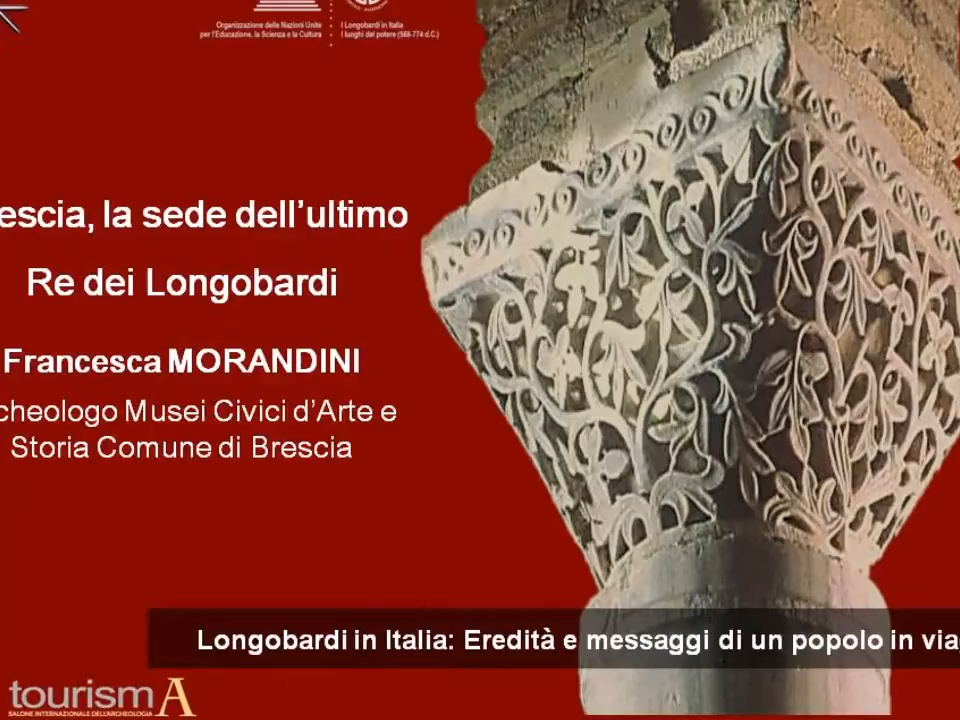 Organizzazione delle Nazioni Unite
per l'Educazione, la Scienza e la Cultura
I Longobardi in Italia
I luoghi del potere (568-774 d.C.)
escia, la sede dell'ultimo
Re dei Longobardi
Francesca MORANDINI
cheologo Musei Civici d'Arte e
Storia Comune di Brescia
Longobardi in Italia: Eredità e messaggi di un popolo in via
tourismA
SALONE INTERNAZIONALE DELL'ARCHEOLOGIA